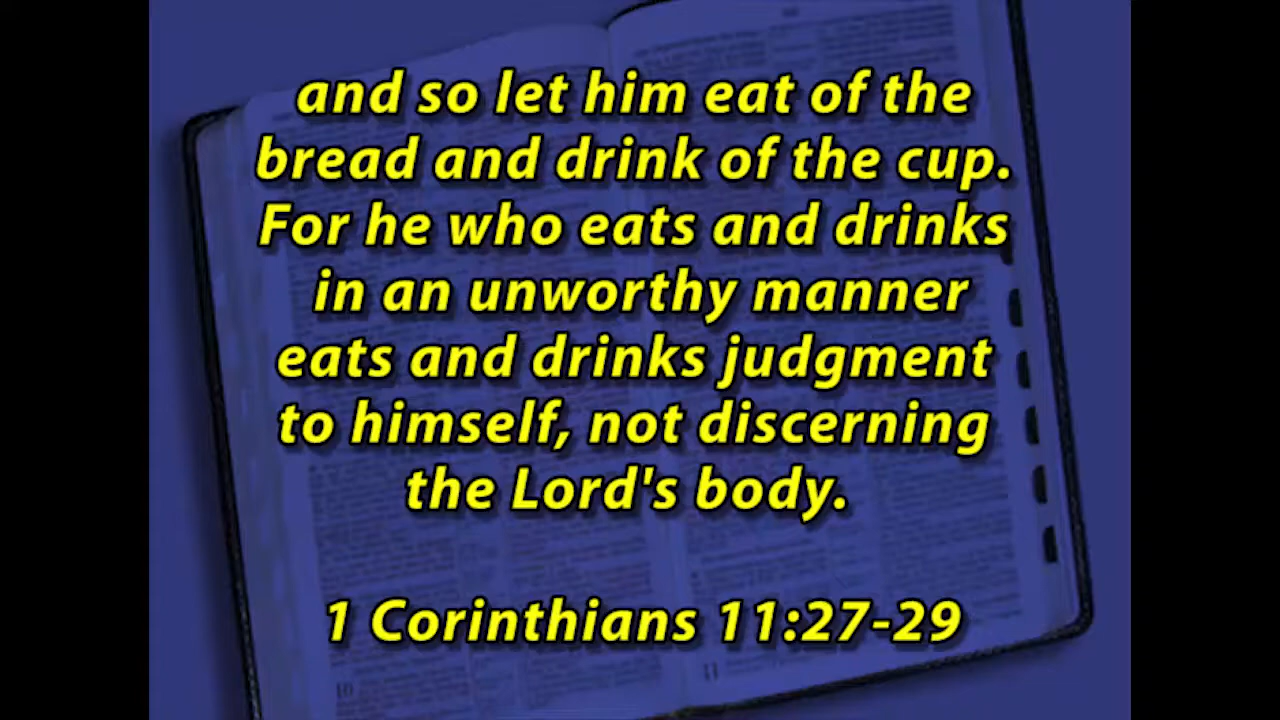 and so let him eat of the
bread and drink of the cup.
For he who eats and drinks
in an unworthy manner
eats and drinks judgment
to himself, not discerning
the Lord's body.
1 Corinthians 11:27-29
10
11